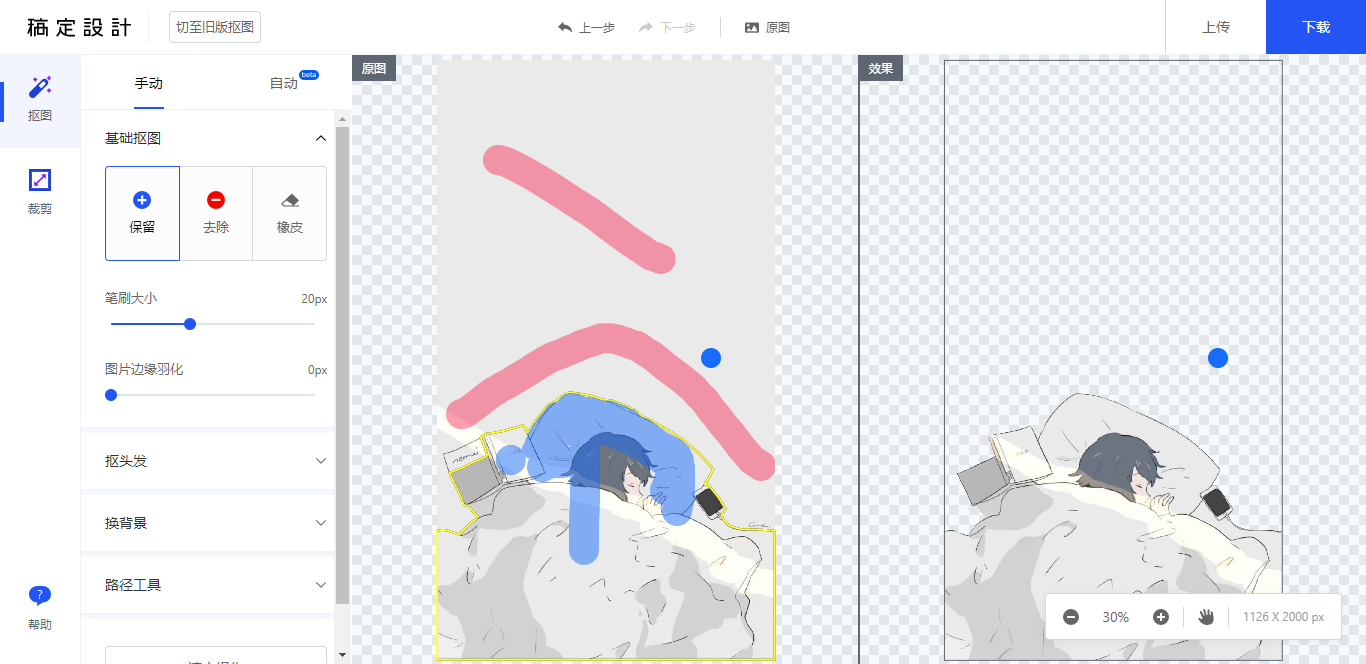 稿定設計
切至旧版抠图
上一步
下一步
原图
上传
下载
抠图
裁剪
帮助
手动
自动
beta
基础抠图
保留
去除
橡皮
笔刷大小
20px
图片边缘羽化
0px
抠头发
换背景
路径工具
原图
效果
30%
1126 X 2000 px